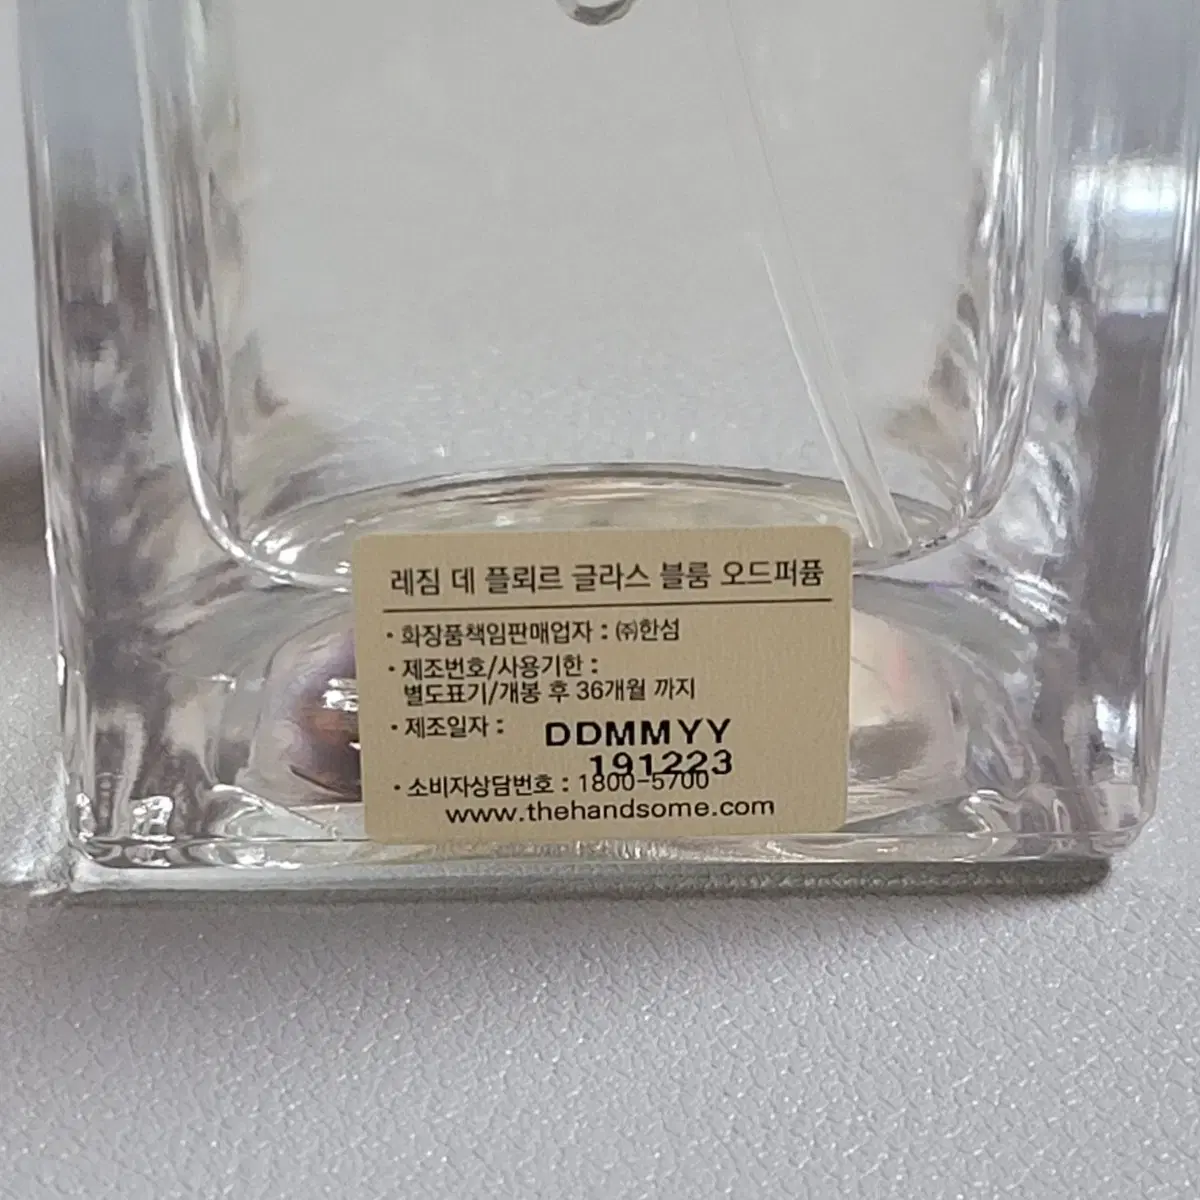 레짐 데 플뢰르 글라스 블룸 오드퍼퓸
· 화장품책임판매업자 : ㈜한섬
· 제조번호/사용기한 :
별도표기/개봉 후 36개월 까지
· 제조일자 : DDMMYY
191223
· 소비자상담번호 : 1800-5700
www.thehandsome.com